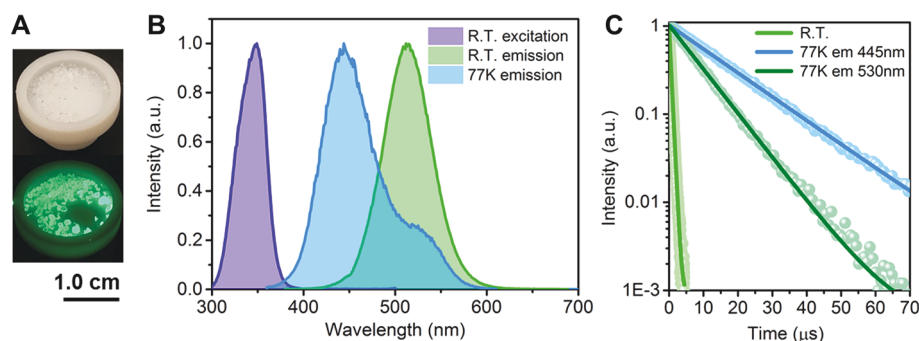 A
1.0 cm
B
Intensity (a.u.)
1.0
0.8
0.6
0.4
0.2
0.0
R.T. excitation
R.T. emission
77K emission
300
400
500
600
700
Wavelength (nm)
C
Intensity (a.u.)
1
0.1
0.01
1E-3
R.T.
77K em 445nm
77K em 530nm
0
10
20
30
40
50
60
70
Time (μs)